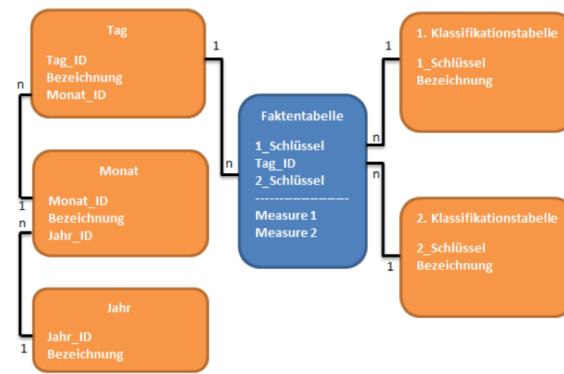 Tag
Tag_ID
Bezeichnung
Monat_ID
1
n
Monat
Monat_ID
Bezeichnung
Jahr_ID
1
n
Jahr
Jahr_ID
Bezeichnung
1
Faktentabelle
1_Schlüssel
Tag_ID
2_Schlüssel
---------------------
Measure 1
Measure 2
n
n
n
1. Klassifikationstabelle
1_Schlüssel
Bezeichnung
1
2. Klassifikationstabelle
2_Schlüssel
Bezeichnung
1